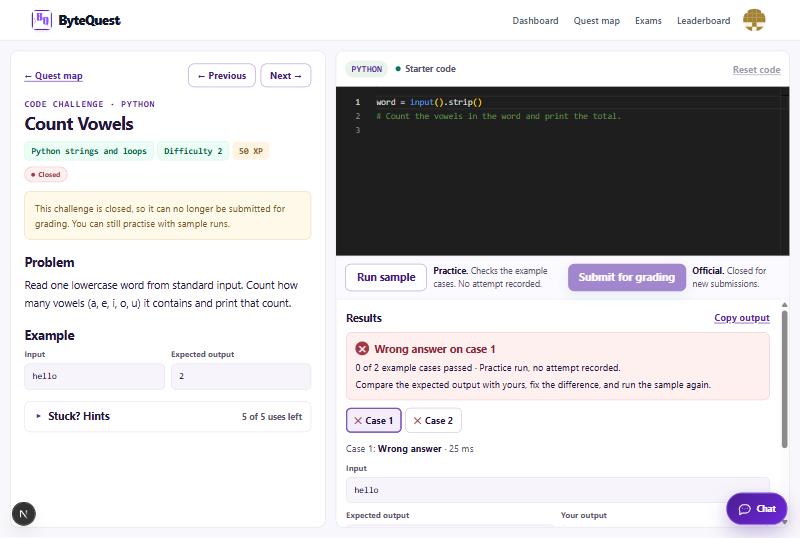 BQ ByteQuest
Dashboard Quest map Exams Leaderboard
← Quest map
← Previous
Next →
CODE CHALLENGE · PYTHON
Count Vowels
Python strings and loops
Difficulty 2
50 XP
Closed
This challenge is closed, so it can no longer be submitted for
grading. You can still practise with sample runs.
Problem
Read one lowercase word from standard input. Count how
many vowels (a, e, i, o, u) it contains and print that count.
Example
Input
Expected output
hello
2
Stuck? Hints
5 of 5 uses left
N
PYTHON
Starter code
Reset code
1 word = input().strip()
2 # Count the vowels in the word and print the total.
3
Run sample
Practice. Checks the example
cases. No attempt recorded.
Submit for grading
Official. Closed for
new submissions.
Results
Copy output
Wrong answer on case 1
0 of 2 example cases passed · Practice run, no attempt recorded.
Compare the expected output with yours, fix the difference, and run the sample again.
Case 1
Case 2
Case 1: Wrong answer · 25 ms
Input
hello
Expected output
Your output
Chat